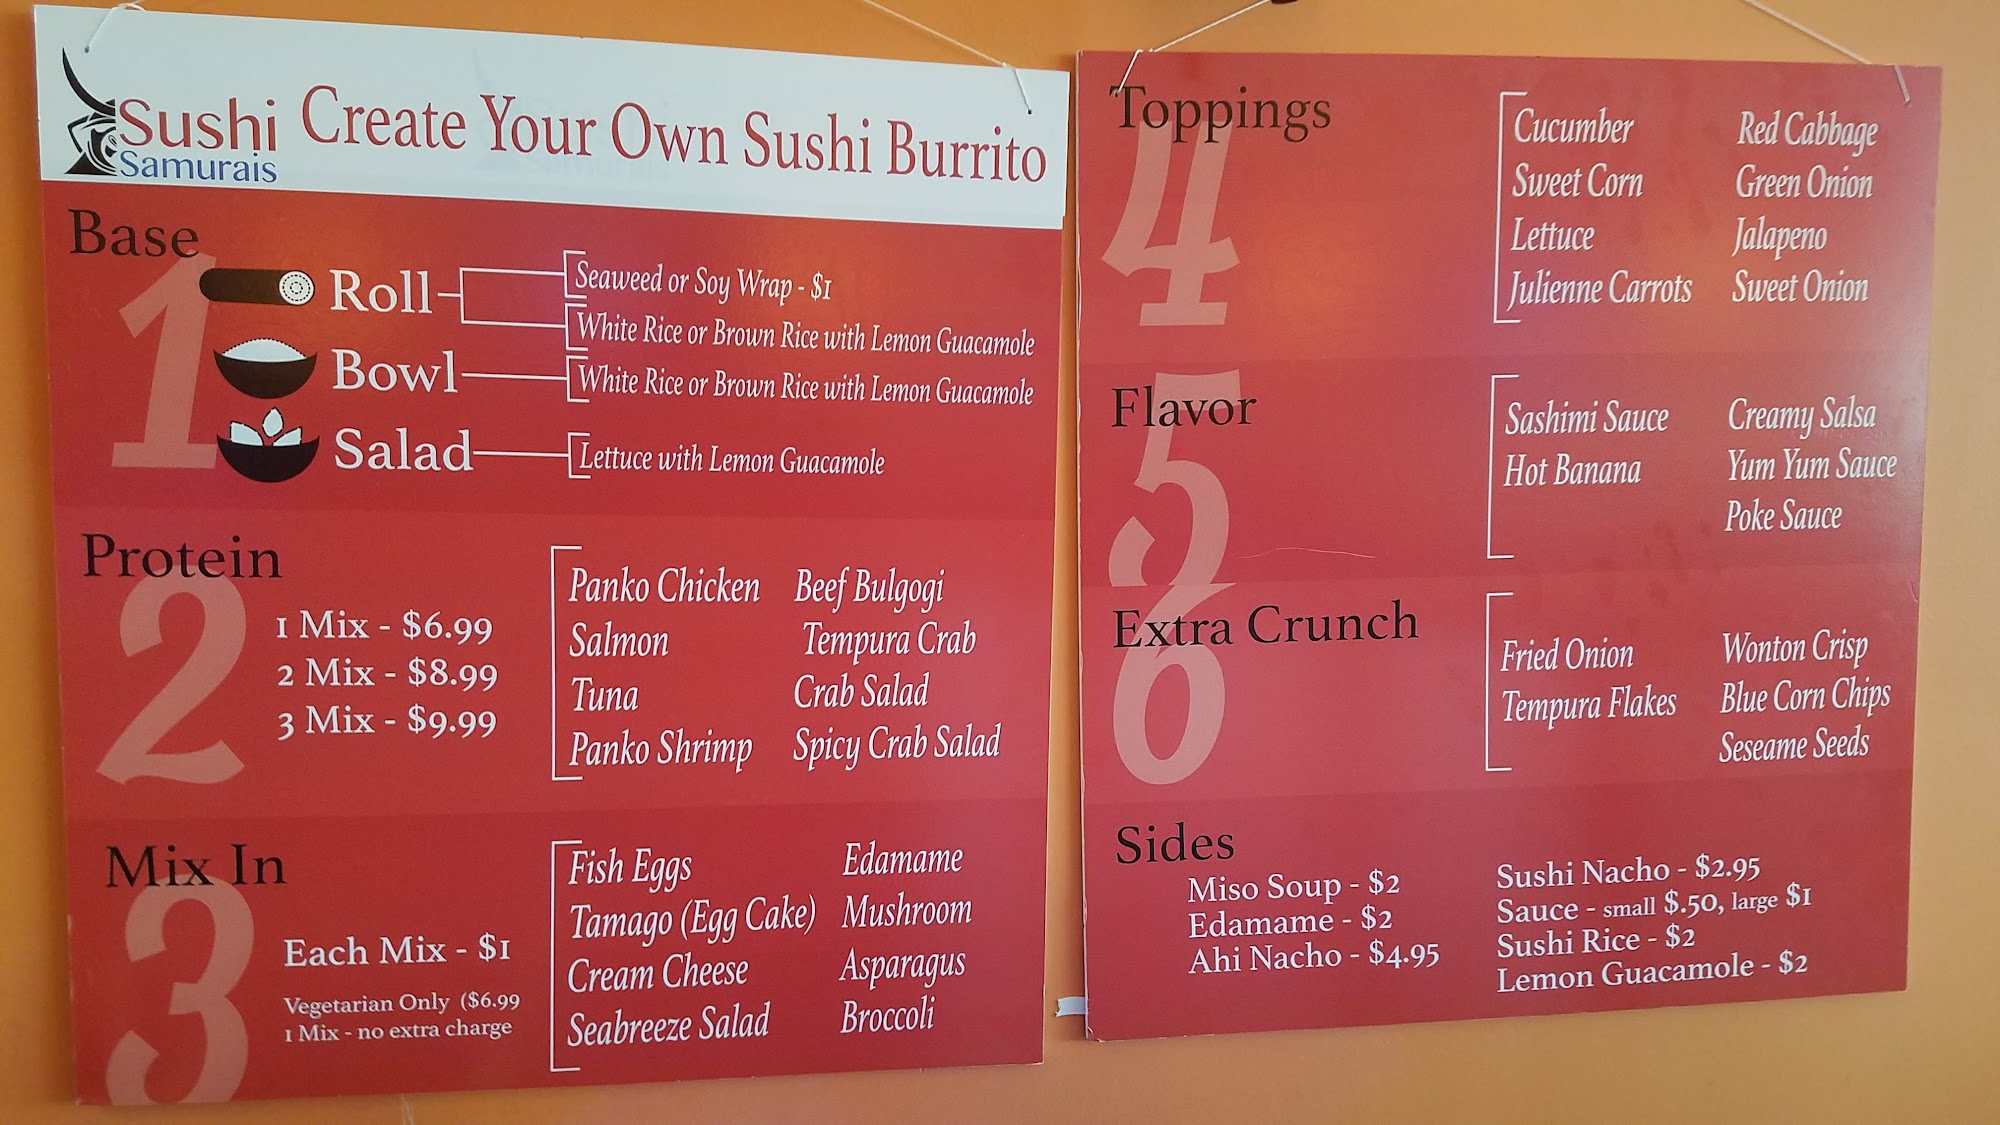 Sushi
Samurais
Create Your Own Sushi Burrito
Base
1
Roll
Seaweed or Soy Wrap - $1
White Rice or Brown Rice with Lemon Guacamole
Bowl
White Rice or Brown Rice with Lemon Guacamole
Salad
Lettuce with Lemon Guacamole
Protein
2
1 Mix - $6.99
2 Mix - $8.99
3 Mix - $9.99
Panko Chicken
Salmon
Tuna
Panko Shrimp
Beef Bulgogi
Tempura Crab
Crab Salad
Spicy Crab Salad
Mix In
3
Each Mix - $1
Vegetarian Only ($6.99
1 Mix - no extra charge
Fish Eggs
Tamago (Egg Cake)
Cream Cheese
Seabreeze Salad
Edamame
Mushroom
Asparagus
Broccoli
Toppings
4
Cucumber
Sweet Corn
Lettuce
Julienne Carrots
Red Cabbage
Green Onion
Jalapeno
Sweet Onion
Flavor
5
Sashimi Sauce
Hot Banana
Creamy Salsa
Yum Yum Sauce
Poke Sauce
Extra Crunch
6
Fried Onion
Tempura Flakes
Wonton Crisp
Blue Corn Chips
Seseame Seeds
Sides
Miso Soup - $2
Edamame - $2
Ahi Nacho - $4.95
Sushi Nacho - $2.95
Sauce - small $.50, large $1
Sushi Rice - $2
Lemon Guacamole - $2